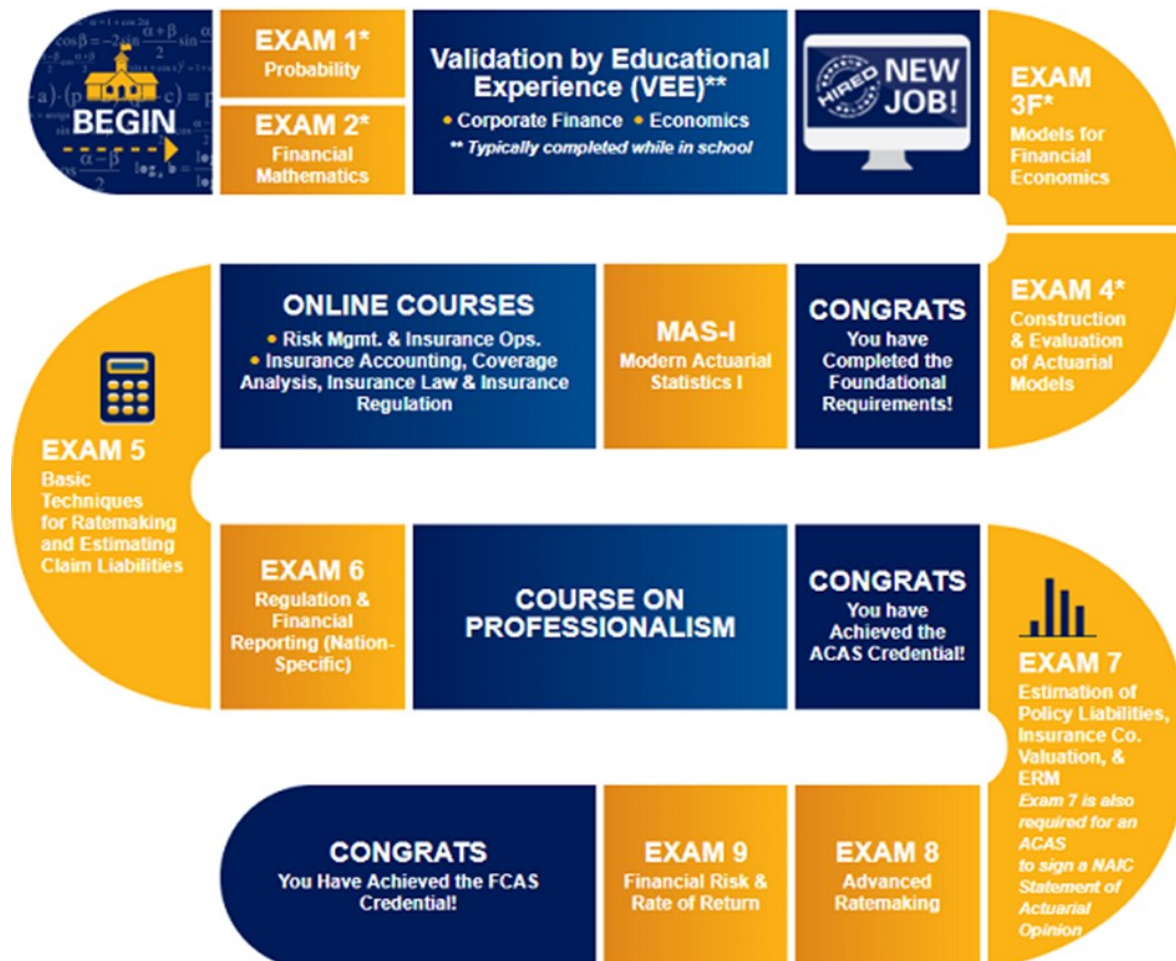 BEGIN
EXAM 1*
Probability
EXAM 2*
Financial
Mathematics
Validation by Educational
Experience (VEE)**
• Corporate Finance • Economics
** Typically completed while in school
HIRED
NEW
JOB!
EXAM
3F*
Models for
Financial
Economics
EXAM 4*
Construction
& Evaluation
of Actuarial
Models
CONGRATS
You have
Completed the
Foundational
Requirements!
MAS-I
Modern Actuarial
Statistics I
ONLINE COURSES
• Risk Mgmt. & Insurance Ops.
• Insurance Accounting, Coverage
Analysis, Insurance Law & Insurance
Regulation
EXAM 5
Basic
Techniques
for Ratemaking
and Estimating
Claim Liabilities
EXAM 6
Regulation &
Financial
Reporting (Nation-
Specific)
COURSE ON
PROFESSIONALISM
CONGRATS
You have
Achieved the
ACAS Credential!
EXAM 7
Estimation of
Policy Liabilities,
Insurance Co.
Valuation, &
ERM
Exam 7 is also
required for an
ACAS
to sign a NAIC
Statement of
Actuarial
Opinion
EXAM 8
Advanced
Ratemaking
EXAM 9
Financial Risk &
Rate of Return
CONGRATS
You Have Achieved the FCAS
Credential!